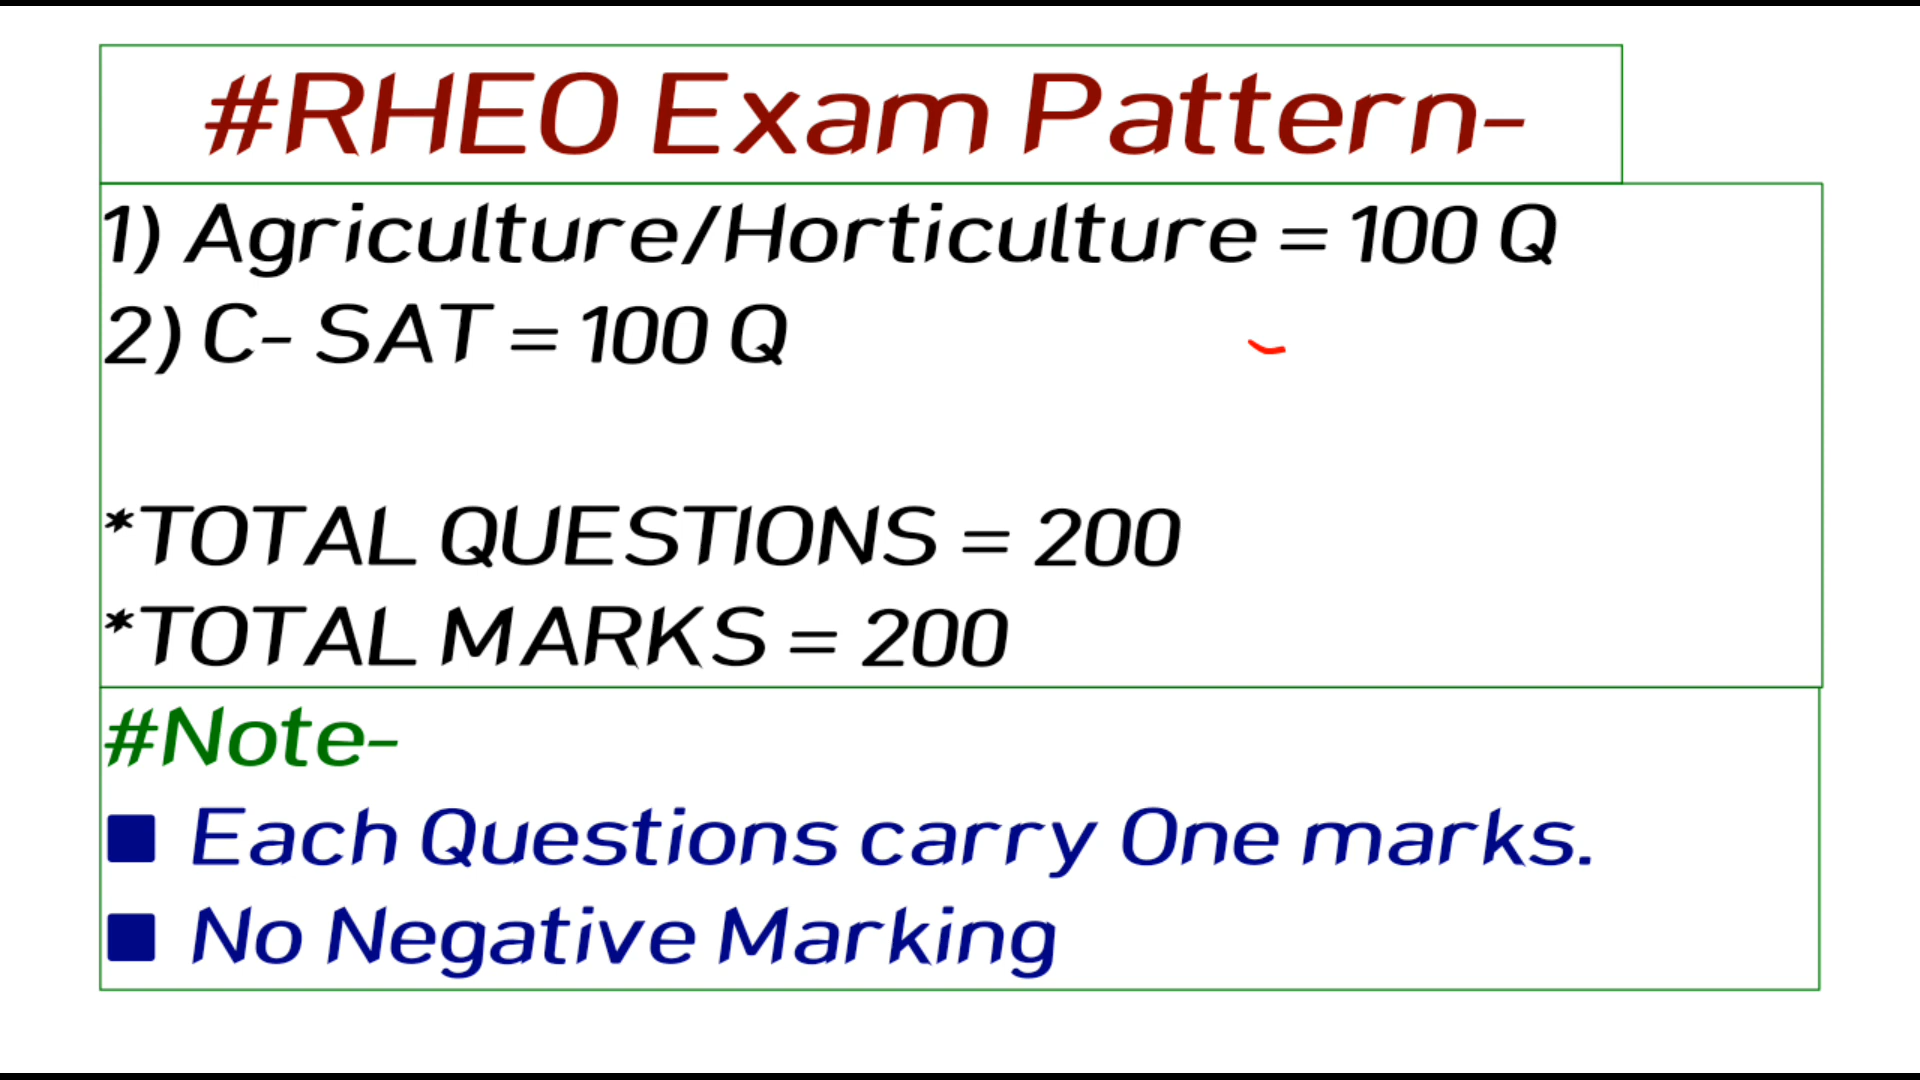 #RHEO Exam Pattern-
1) Agriculture/Horticulture = 100 Q
2) C- SAT = 100 Q
*TOTAL QUESTIONS = 200
*TOTAL MARKS = 200
#Note-
■ Each Questions carry One marks.
■ No Negative Marking